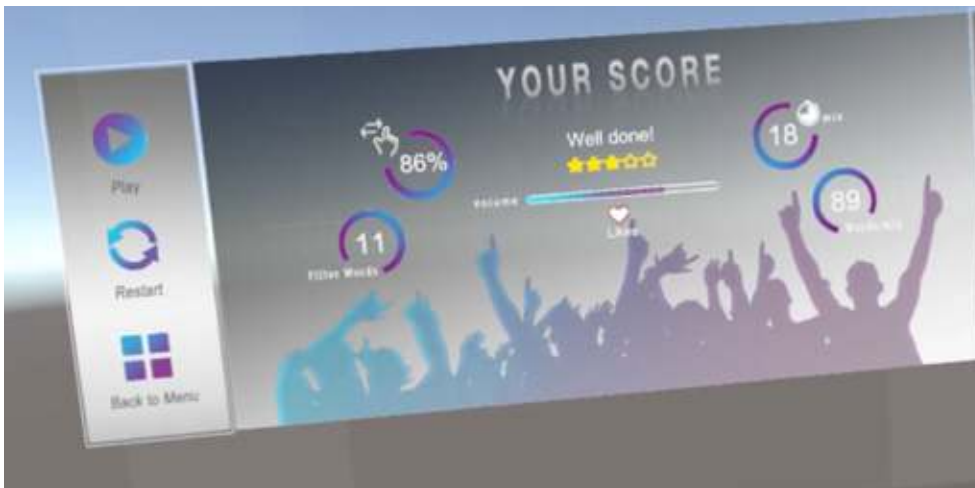 YOUR SCORE
Play
Restart
Back to Menu
86%
11
Filler Words
Well done!
Volume
Likes
18
min
89
Words/Min